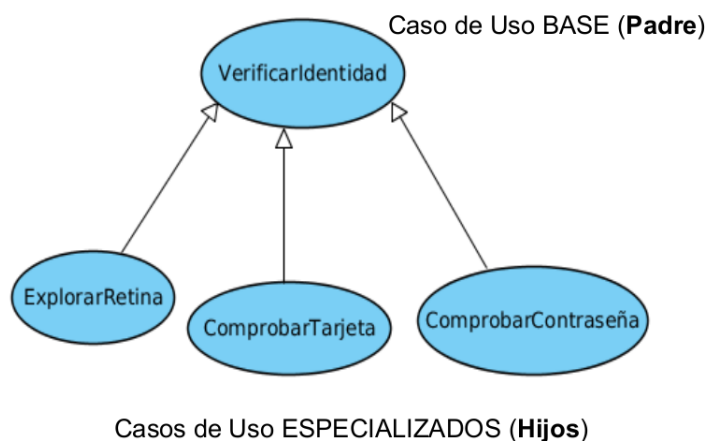 Caso de Uso BASE (Padre)
VerificarIdentidad
ExplorarRetina
ComprobarTarjeta
ComprobarContraseña
Casos de Uso ESPECIALIZADOS (Hijos)